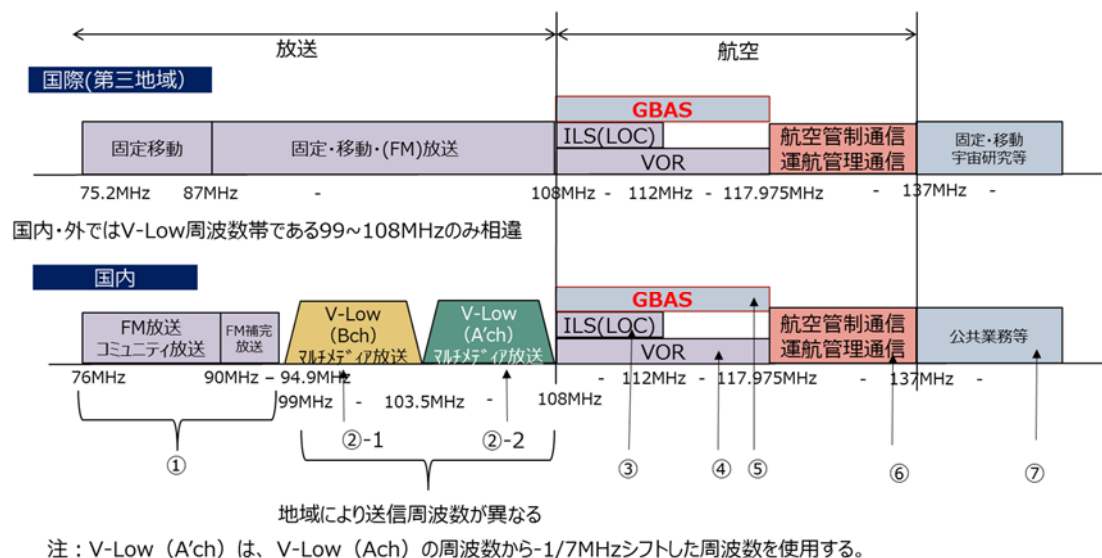 放送
航空
国際(第三地域)
GBAS
ILS(LOC)
VOR
固定移動
固定・移動・(FM)放送
航空管制通信
運航管理通信
固定・移動
宇宙研究等
75.2MHz 87MHz - 108MHz - 112MHz - 117.975MHz - 137MHz -
国内・外ではV-Low周波数帯である99~108MHzのみ相違
国内
FM放送
コミュニティ放送
FM補完
放送
V-Low
(Bch)
マルチメディア放送
V-Low
(A'ch)
マルチメディア放送
GBAS
ILS(LOC)
VOR
航空管制通信
運航管理通信
公共業務等
76MHz 90MHz - 94.9MHz - 112MHz - 117.975MHz - 137MHz -
99MHz - 103.5MHz - 108MHz
① ②-1 ②-2 ③ ④ ⑤ ⑥ ⑦
地域により送信周波数が異なる
注:V-Low(A'ch)は、V-Low(Ach)の周波数から-1/7MHzシフトした周波数を使用する。